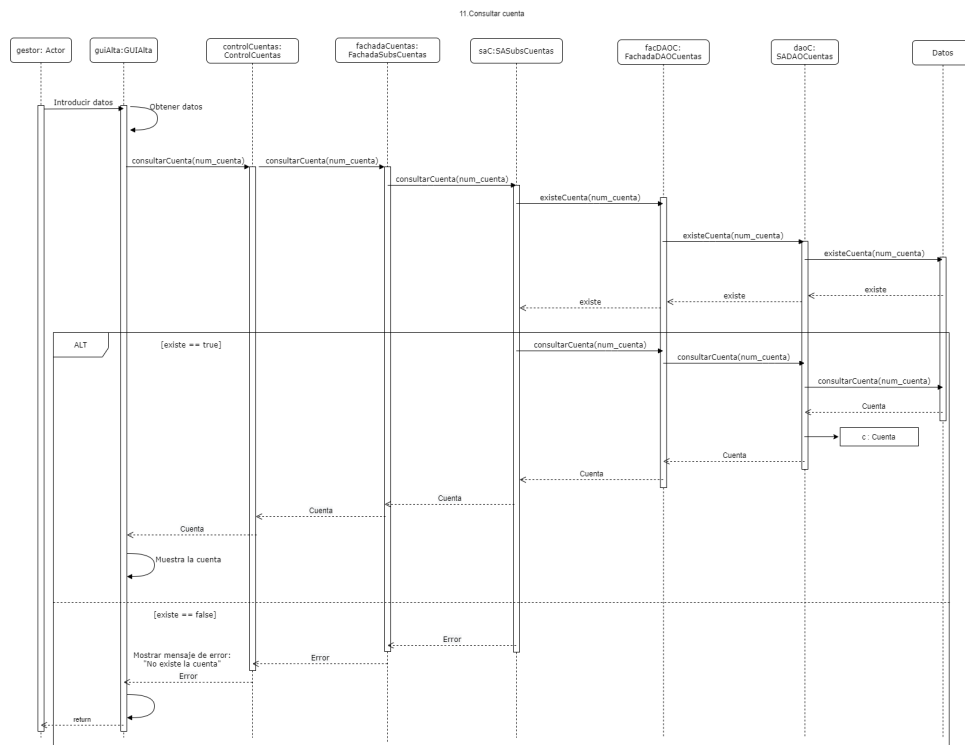 11.Consultar cuenta
gestor: Actor
guiAlta:GUIAlta
controlCuentas:
ControlCuentas
fachadaCuentas:
FachadaSubsCuentas
saC:SASubsCuentas
facDAOC:
FachadaDAOCuentas
daoC:
SADAOCuentas
Datos
Introducir datos
Obtener datos
consultarCuenta(num_cuenta)
consultarCuenta(num_cuenta)
consultarCuenta(num_cuenta)
existeCuenta(num_cuenta)
existeCuenta(num_cuenta)
existeCuenta(num_cuenta)
existe
existe
existe
ALT
[existe == true]
consultarCuenta(num_cuenta)
consultarCuenta(num_cuenta)
consultarCuenta(num_cuenta)
Cuenta
c : Cuenta
Cuenta
Cuenta
Cuenta
Cuenta
Cuenta
Muestra la cuenta
[existe == false]
Error
Mostrar mensaje de error:
"No existe la cuenta"
Error
Error
return